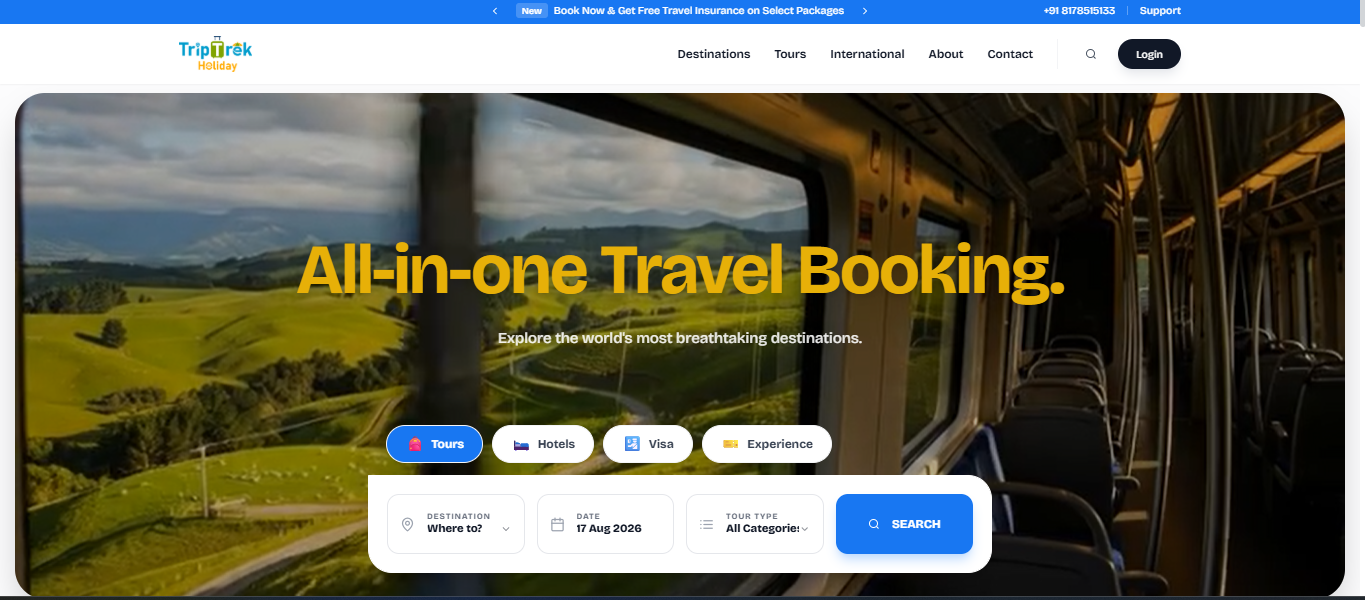 New Book Now & Get Free Travel Insurance on Select Packages
+91 8178515133 Support
TripTrek
Holiday
Destinations Tours International About Contact Login
All-in-one Travel Booking.
Explore the world's most breathtaking destinations.
Tours Hotels Visa Experience
DESTINATION
Where to?
DATE
17 Aug 2026
TOUR TYPE
All Categories
SEARCH